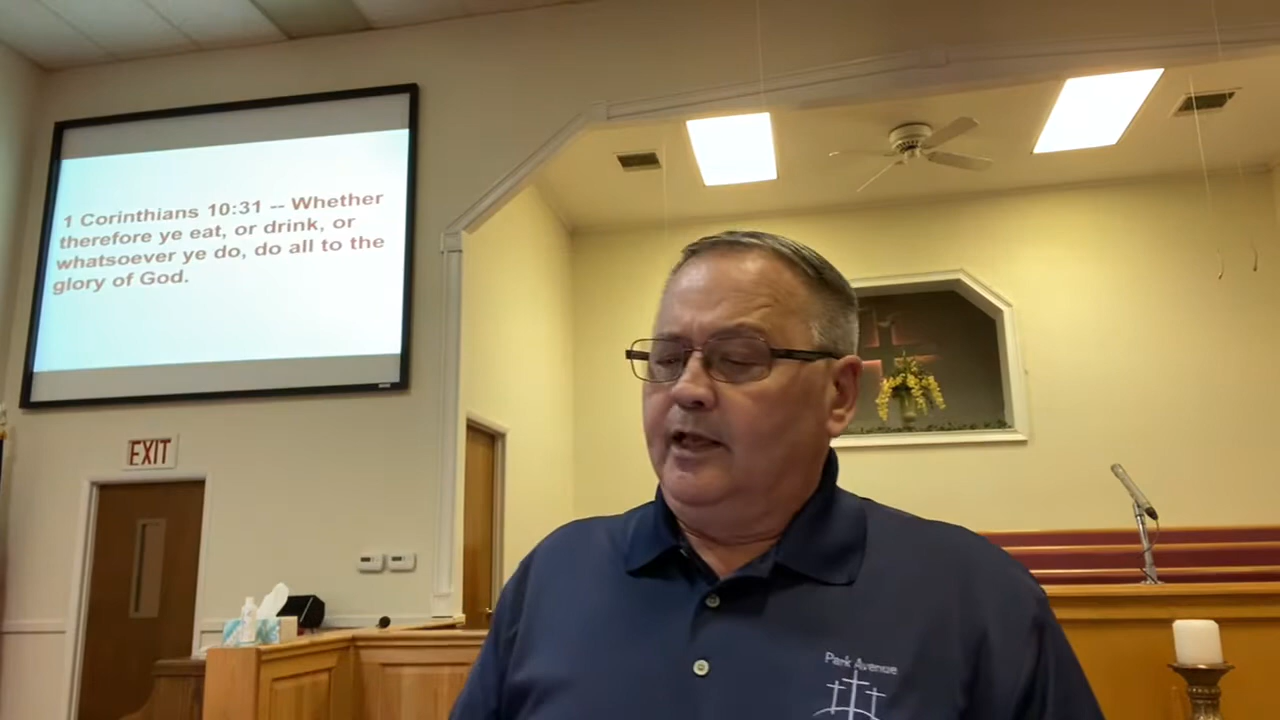 1 Corinthians 10:31 -- Whether
therefore ye eat, or drink, or
whatsoever ye do, do all to the
glory of God.
EXIT
Park Avenue